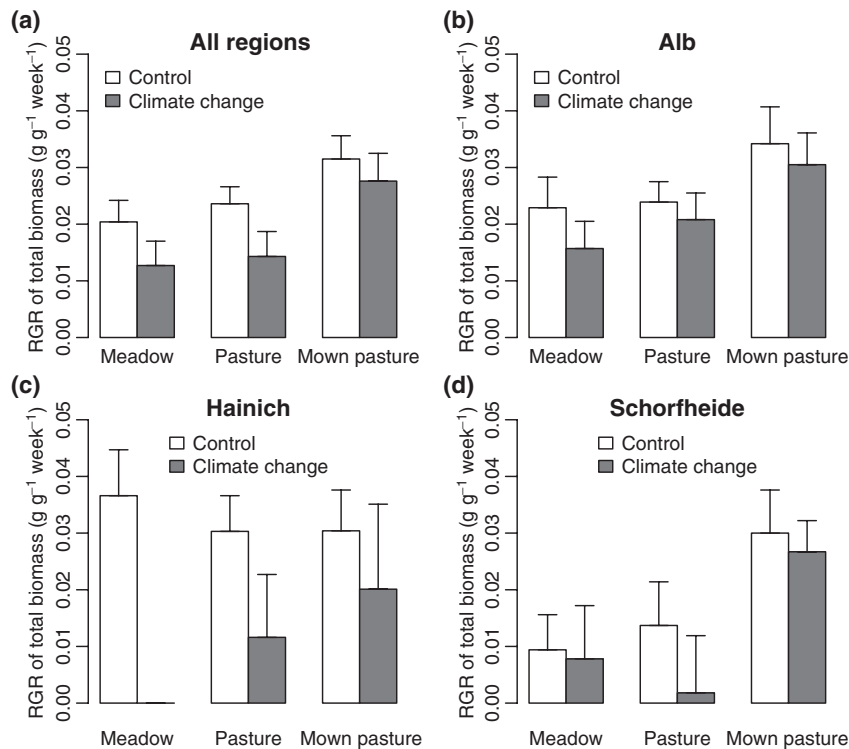 (a)
All regions
RGR of total biomass (g g⁻¹ week⁻¹)
0.05
0.04
0.03
0.02
0.01
0.00
Control
Climate change
Meadow Pasture Mown pasture
(b)
Alb
RGR of total biomass (g g⁻¹ week⁻¹)
0.05
0.04
0.03
0.02
0.01
0.00
Control
Climate change
Meadow Pasture Mown pasture
(c)
Hainich
RGR of total biomass (g g⁻¹ week⁻¹)
0.05
0.04
0.03
0.02
0.01
0.00
Control
Climate change
Meadow Pasture Mown pasture
(d)
Schorfheide
RGR of total biomass (g g⁻¹ week⁻¹)
0.05
0.04
0.03
0.02
0.01
0.00
Control
Climate change
Meadow Pasture Mown pasture